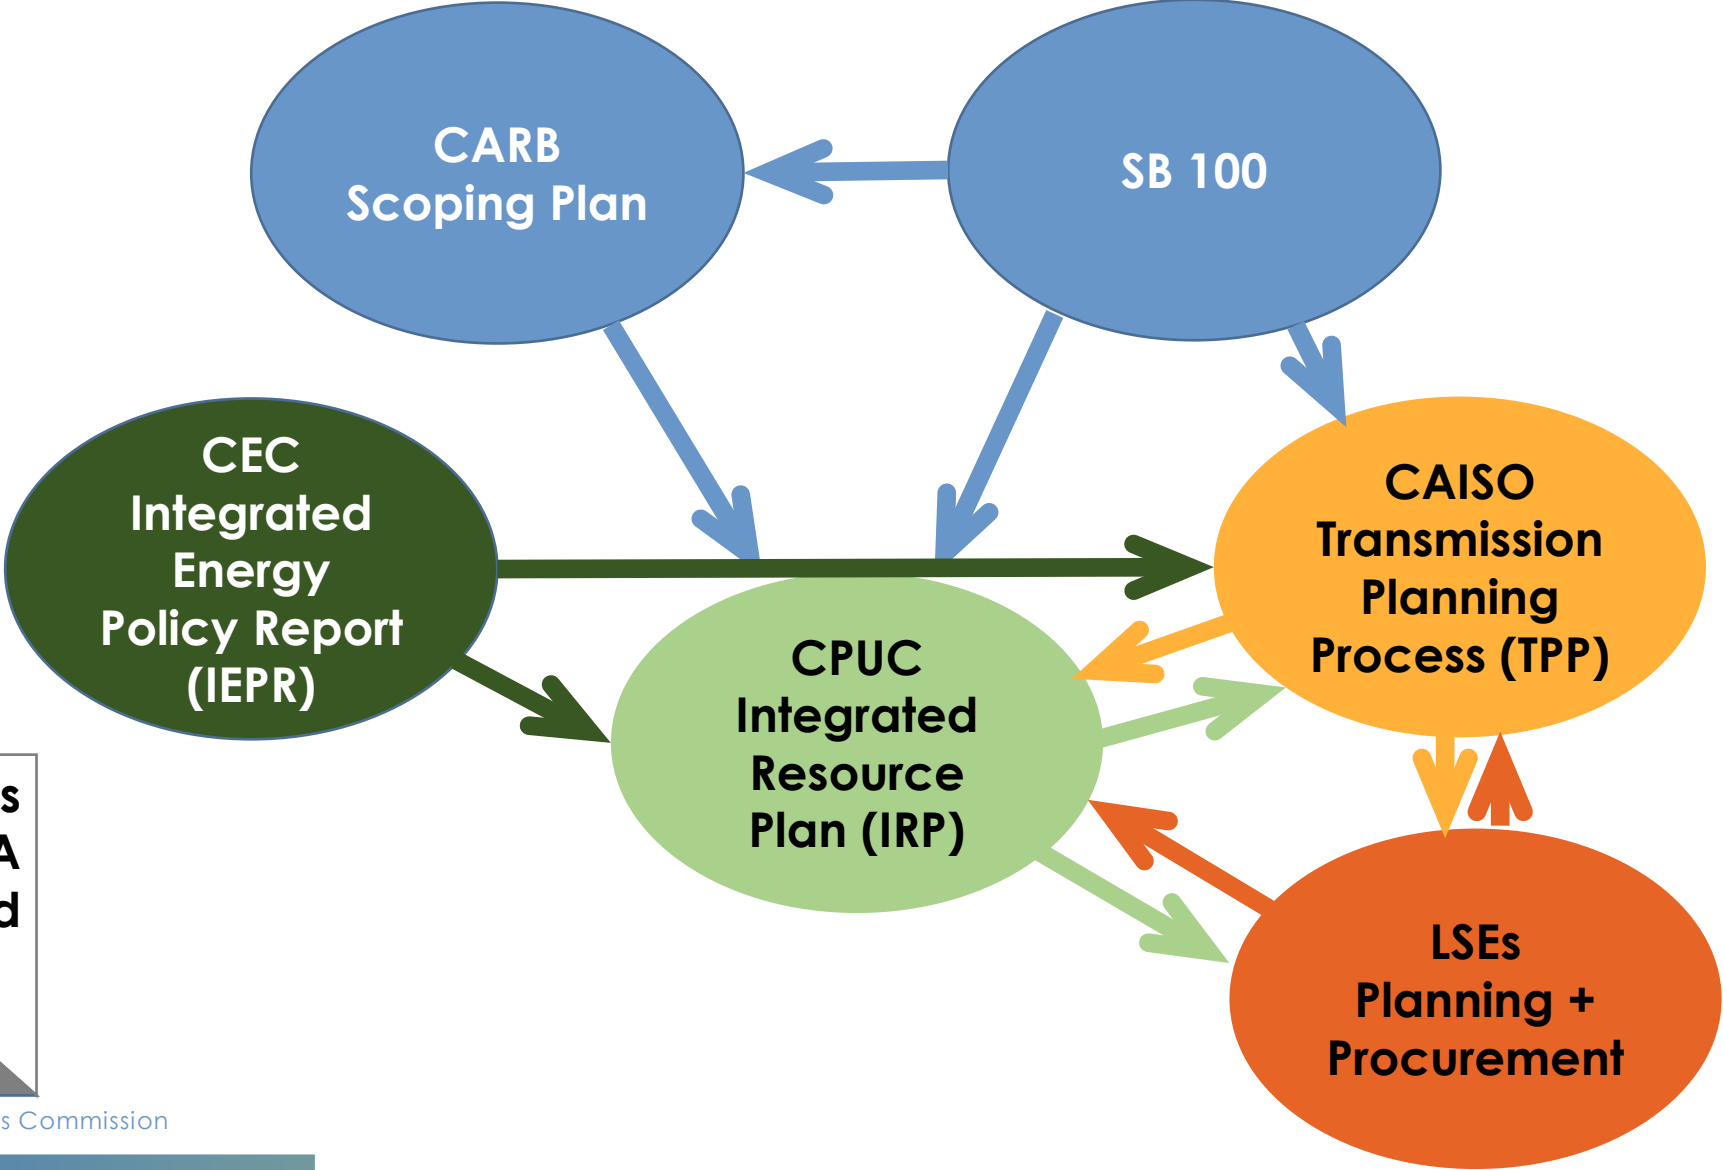 CARB
Scoping Plan
SB 100
CEC
Integrated
Energy
Policy Report
(IEPR)
CAISO
Transmission
Planning
Process (TPP)
CPUC
Integrated
Resource
Plan (IRP)
LSEs
Planning +
Procurement
s
A
d
s Commission